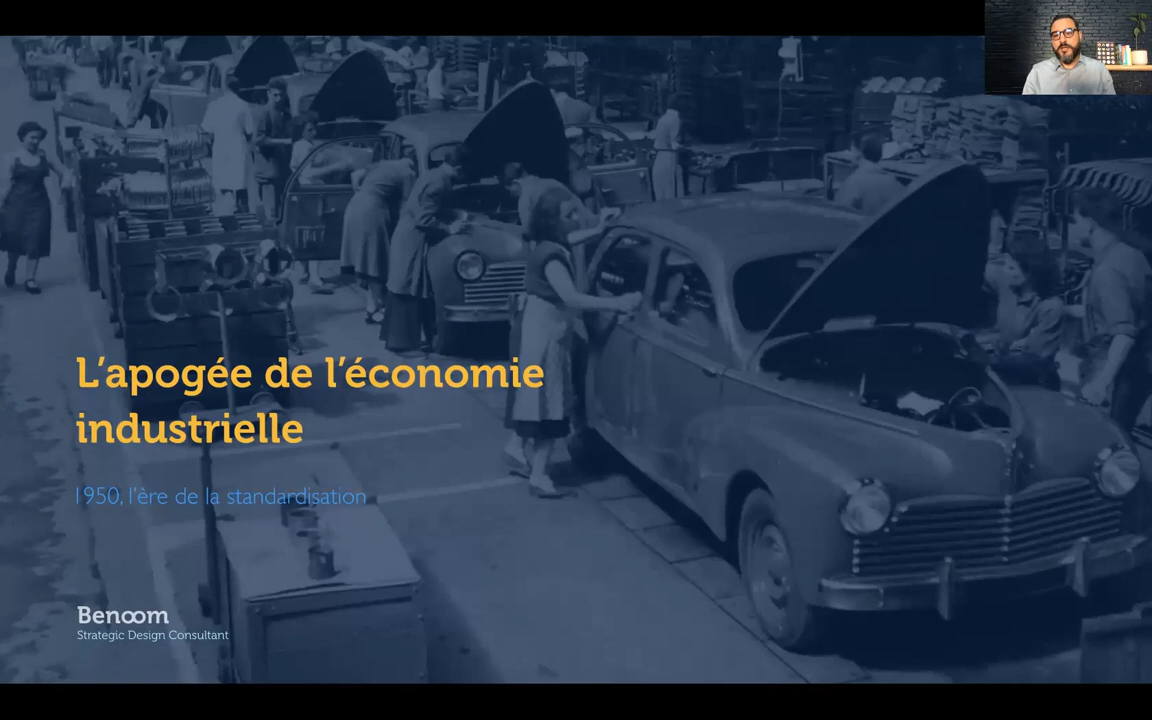 L’apogée de l’économie
industrielle
1950, l’ère de la standardisation
Benoom
Strategic Design Consultant